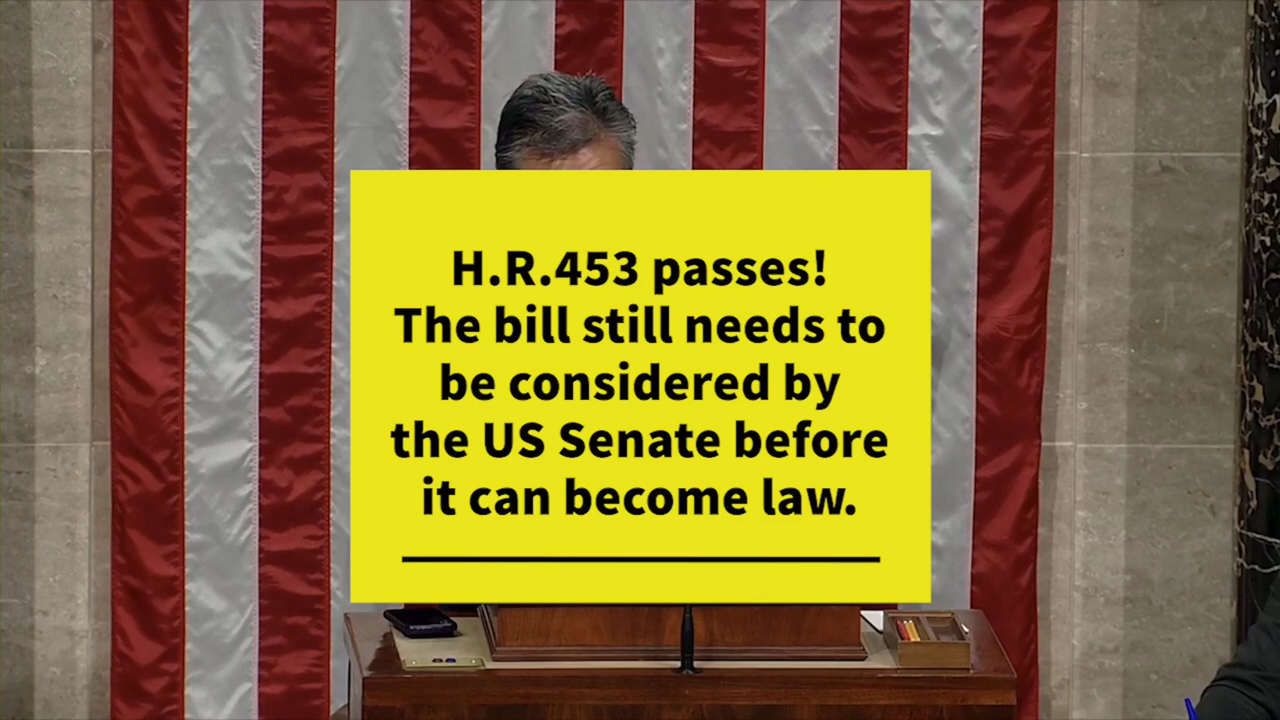 H.R.453 passes!
The bill still needs to
be considered by
the US Senate before
it can become law.